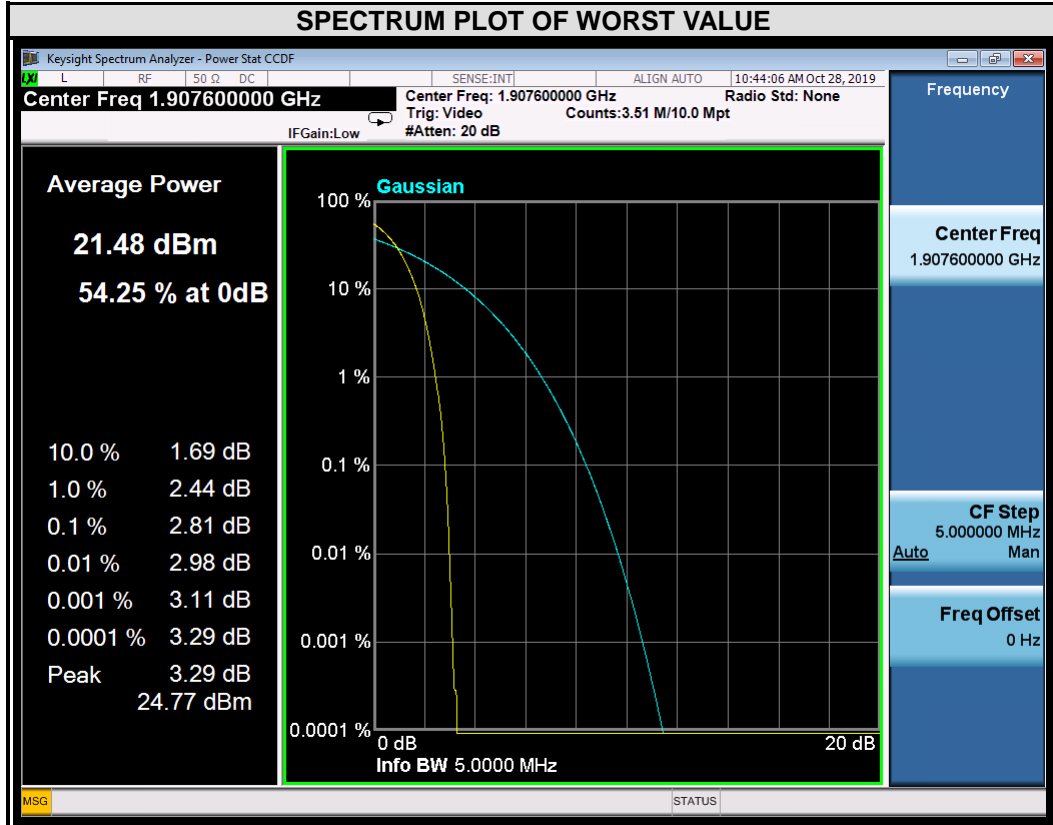 SPECTRUM PLOT OF WORST VALUE
Keysight Spectrum Analyzer - Power Stat CCDF
LXI L RF 50 Ω DC SENSE:INT ALIGN AUTO 10:44:06 AM Oct 28, 2019
Center Freq 1.907600000 GHz
Center Freq: 1.907600000 GHz Radio Std: None
Trig: Video Counts:3.51 M/10.0 Mpt
IFGain:Low #Atten: 20 dB
Frequency
Average Power
21.48 dBm
54.25 % at 0dB
10.0 % 1.69 dB
1.0 % 2.44 dB
0.1 % 2.81 dB
0.01 % 2.98 dB
0.001 % 3.11 dB
0.0001 % 3.29 dB
Peak 3.29 dB
24.77 dBm
Gaussian
100 %
10 %
1 %
0.1 %
0.01 %
0.001 %
0.0001 %
0 dB 20 dB
Info BW 5.0000 MHz
Center Freq
1.907600000 GHz
CF Step
5.000000 MHz
Auto Man
Freq Offset
0 Hz
MSG STATUS